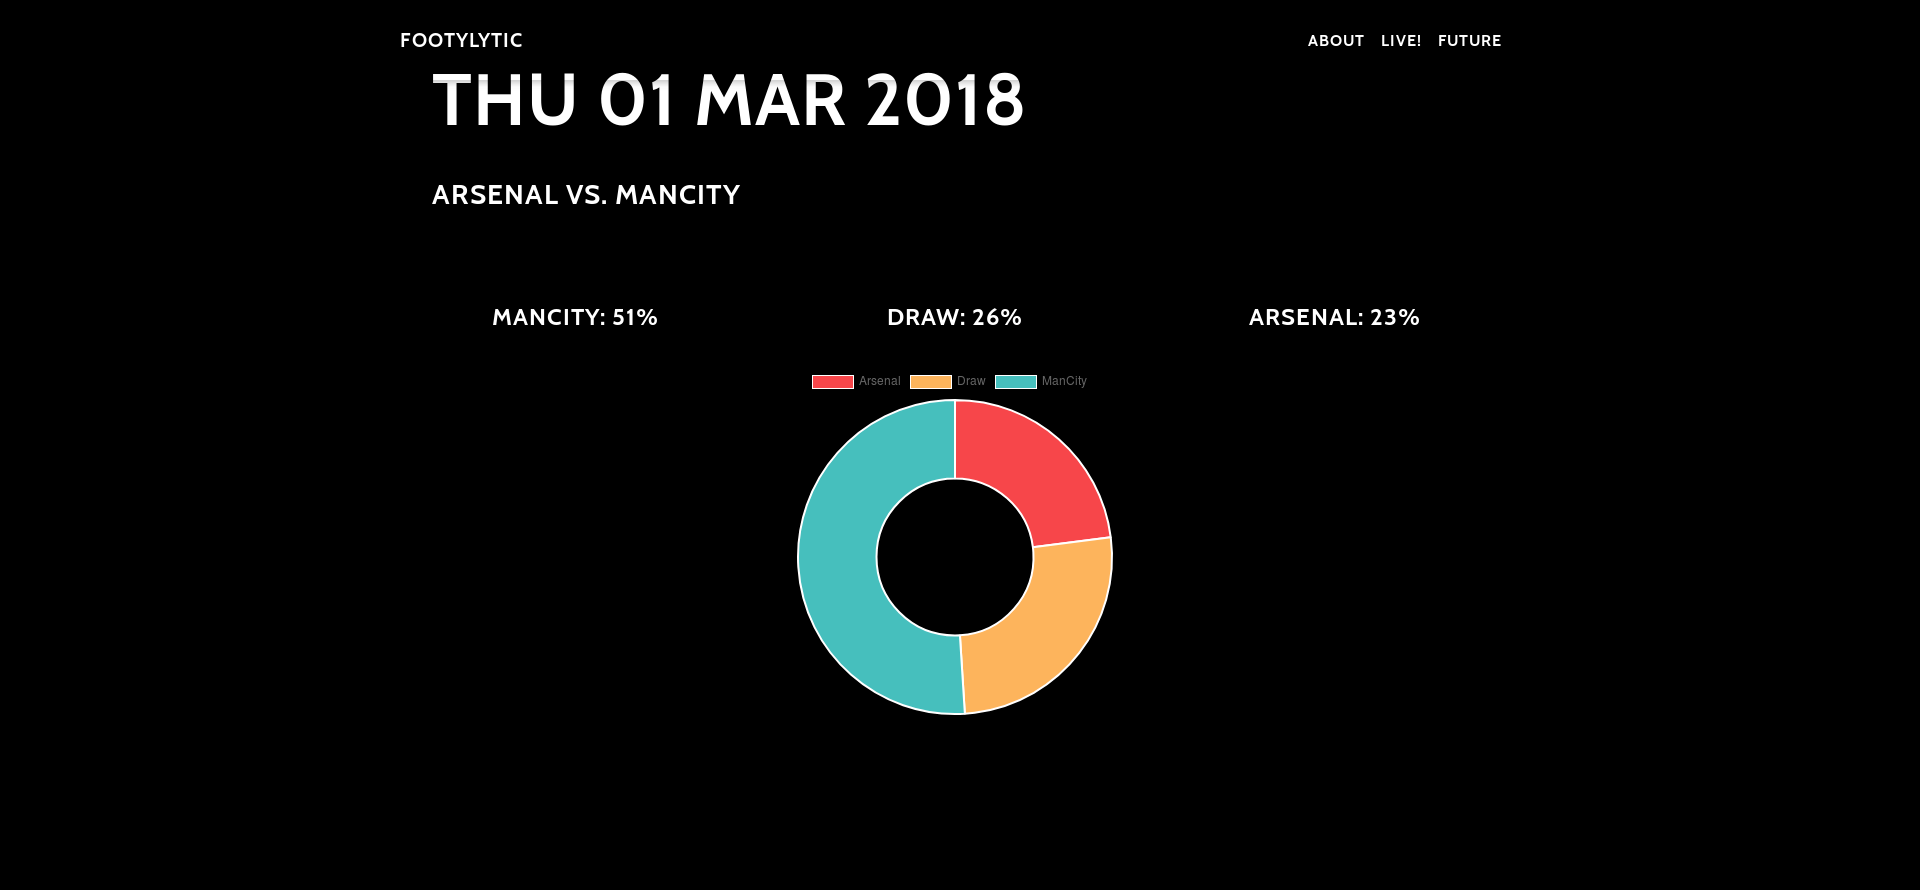 FOOTYLYTIC ABOUT LIVE! FUTURE
THU 01 MAR 2018
ARSENAL VS. MANCITY
MANCITY: 51% DRAW: 26% ARSENAL: 23%
Arsenal Draw ManCity